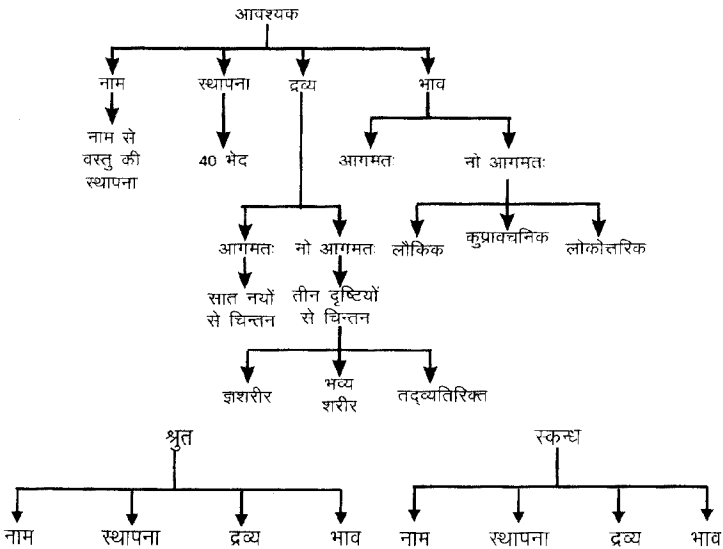 आवश्यक
नाम स्थापना द्रव्य भाव
नाम से
वस्तु की
स्थापना
40 भेद
आगमतः नो आगमतः
आगमतः नो आगमतः लौकिक कुप्रावचनिक लोकोत्तरिक
सात नयों
से चिन्तन
तीन दृष्टियों
से चिन्तन
ज्ञशरीर
भव्य
शरीर
तद्व्यतिरिक्त
श्रुत स्कन्ध
नाम स्थापना द्रव्य भाव नाम स्थापना द्रव्य भाव